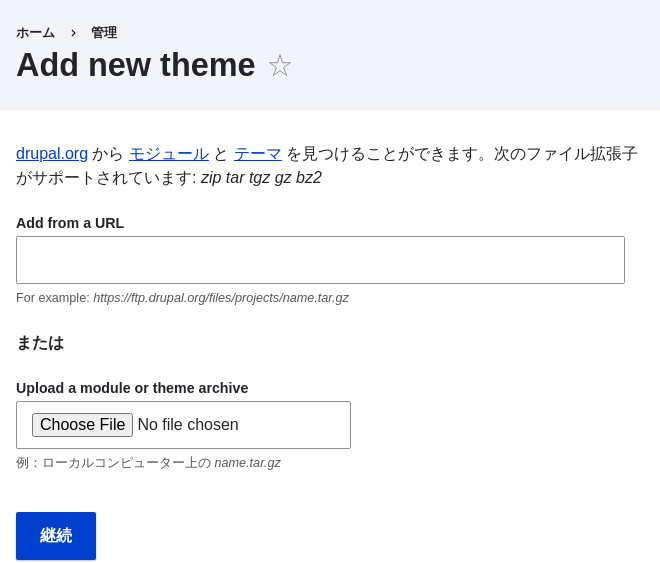 ホーム › 管理
Add new theme ☆
drupal.org から モジュール と テーマ を見つけることができます。次のファイル拡張子
がサポートされています: zip tar tgz gz bz2
Add from a URL
For example: https://ftp.drupal.org/files/projects/name.tar.gz
または
Upload a module or theme archive
Choose File No file chosen
例：ローカルコンピューター上の name.tar.gz
継続